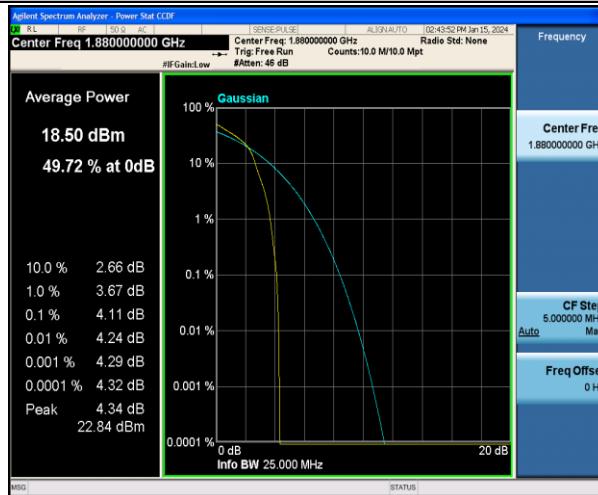 Agilent Spectrum Analyzer - Power Stat CCDF
RL RF 50 Ω AC SENSE:PULSE ALIGNAUTO 02:43:52 PM Jan 15, 2024
Center Freq 1.880000000 GHz
Center Freq: 1.880000000 GHz Radio Std: None
Trig: Free Run Counts:10.0 M/10.0 Mpt
#IFGain:Low #Atten: 46 dB
Frequency
Average Power
18.50 dBm
49.72 % at 0dB
10.0 % 2.66 dB
1.0 % 3.67 dB
0.1 % 4.11 dB
0.01 % 4.24 dB
0.001 % 4.29 dB
0.0001 % 4.32 dB
Peak 4.34 dB
22.84 dBm
Gaussian
100 %
10 %
1 %
0.1 %
0.01 %
0.001 %
0.0001 %
0 dB 20 dB
Info BW 25.000 MHz
Center Fre
1.880000000 GH
CF Ste
5.000000 MH
Auto Ma
Freq Offse
0 H
MSG STATUS